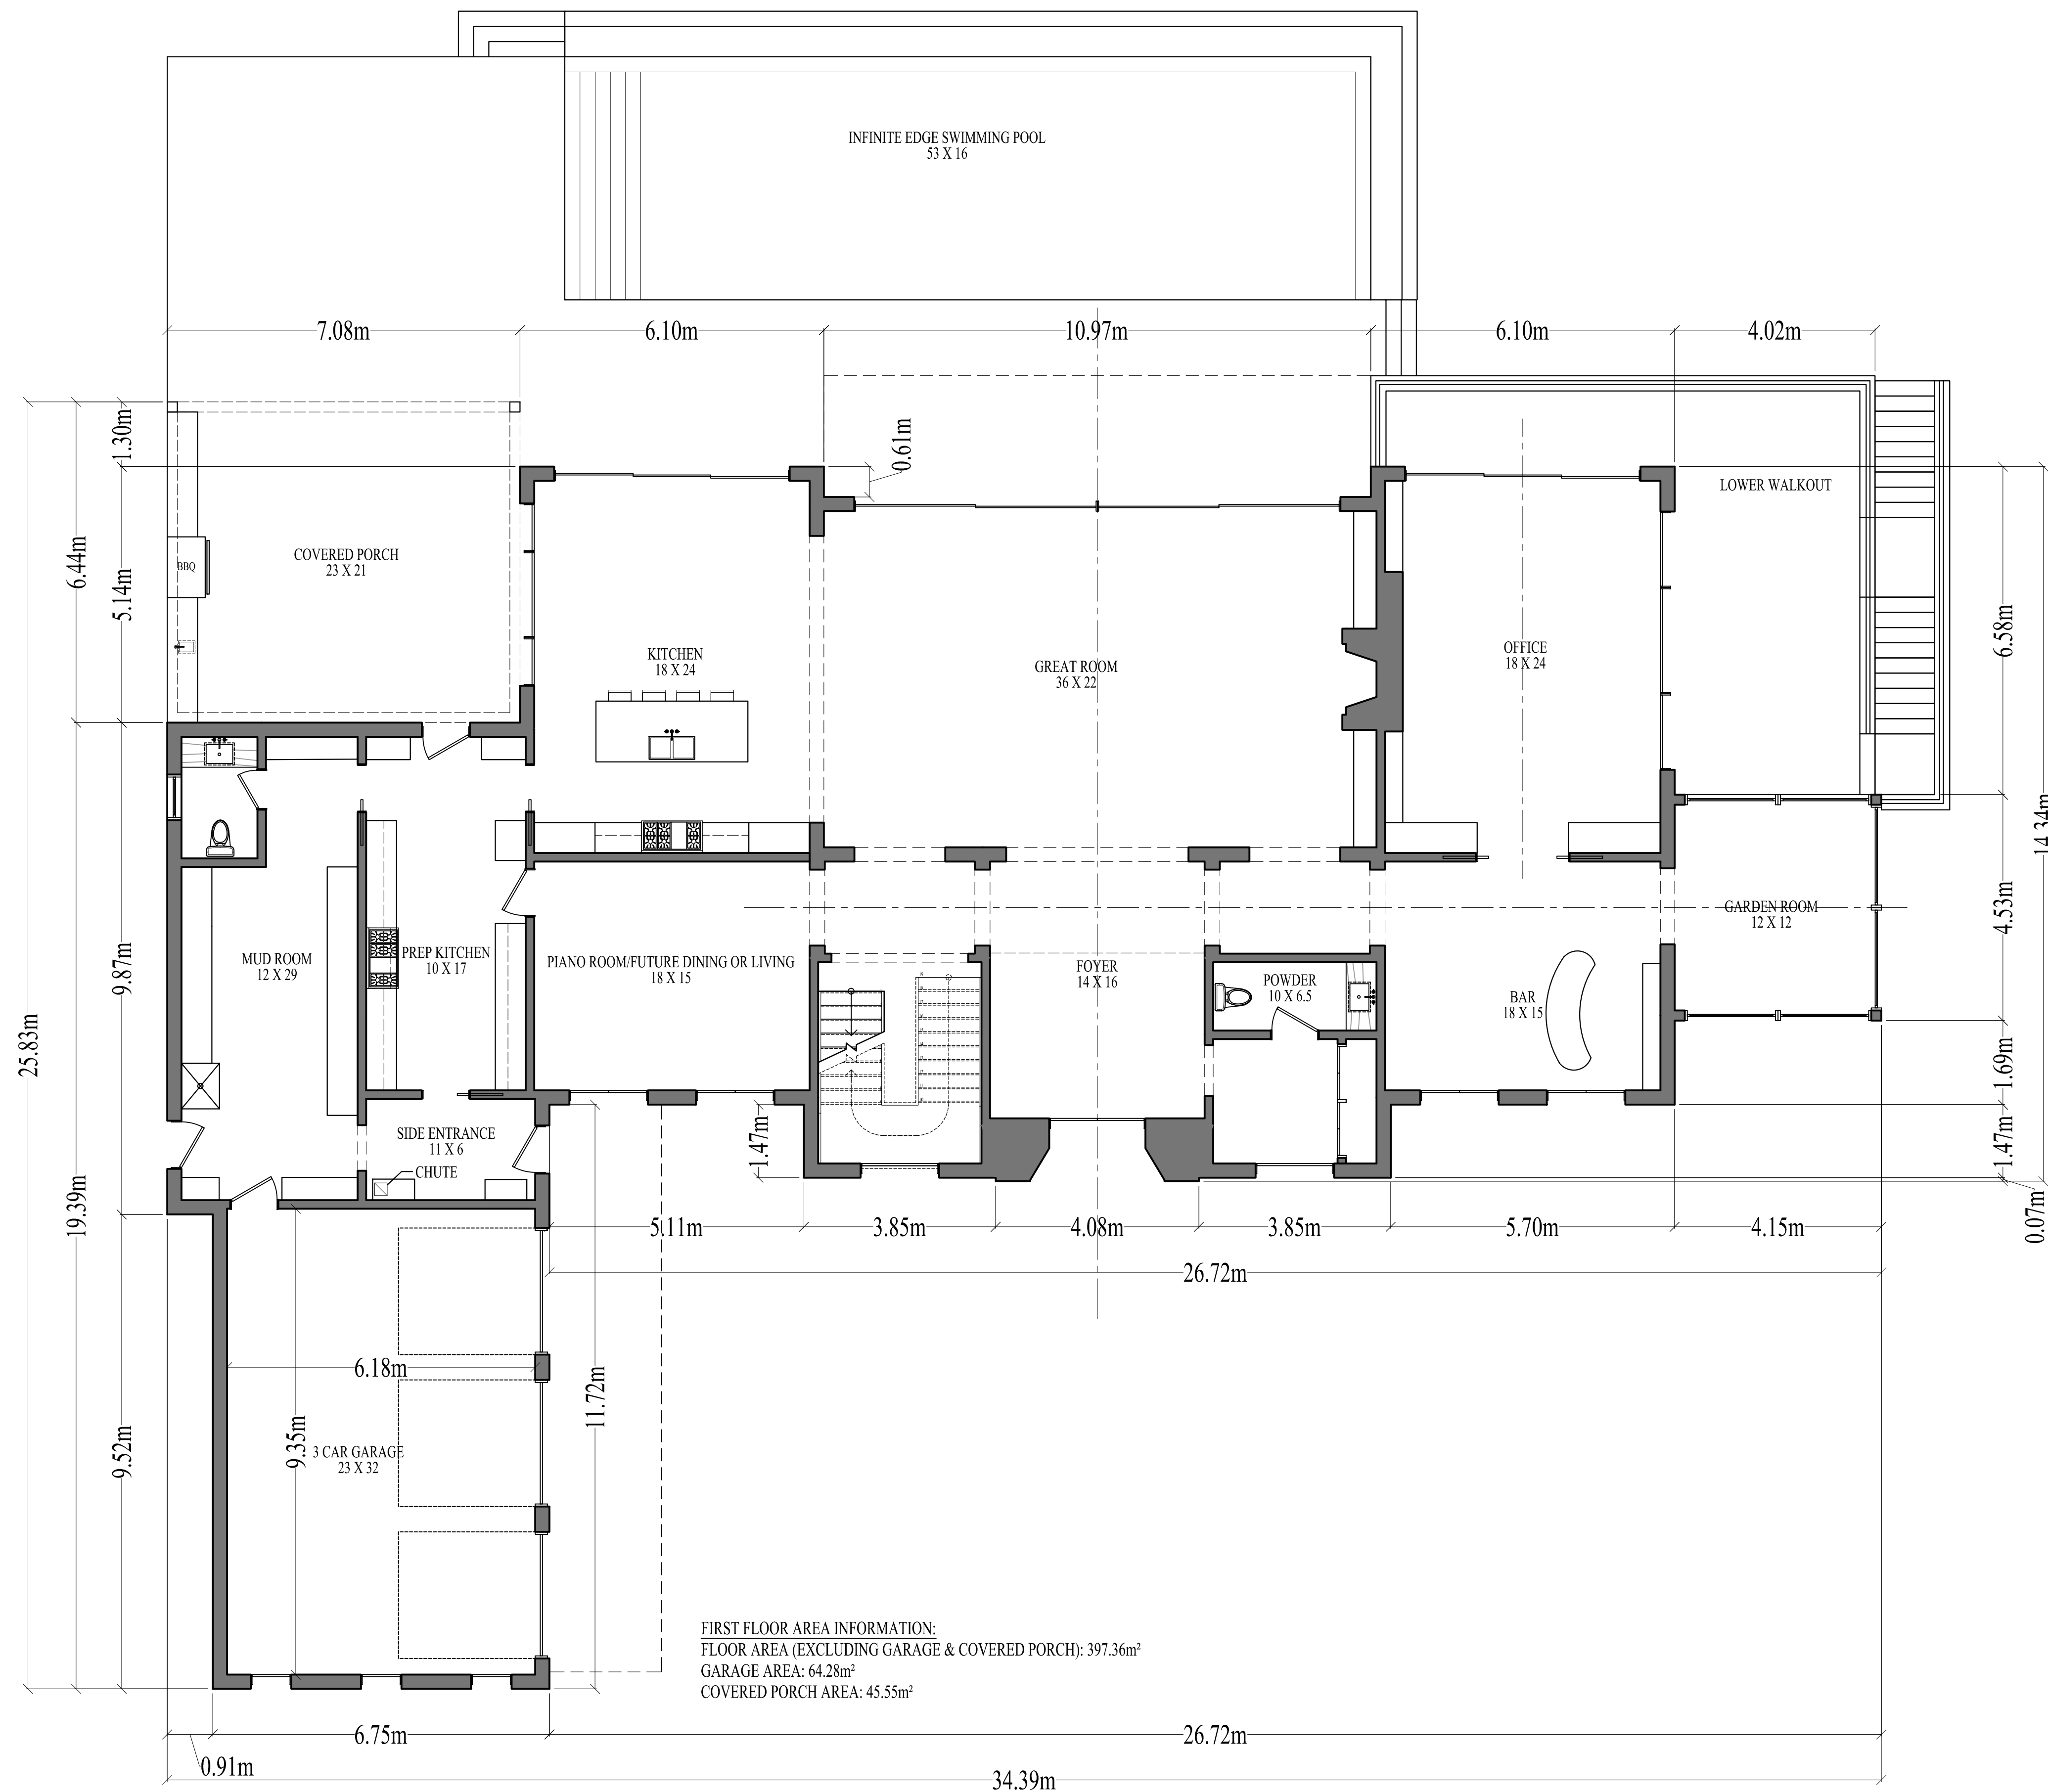 INFINITE EDGE SWIMMING POOL
53 X 16
7.08m
6.10m
10.97m
6.10m
4.02m
1.30m
0.61m
LOWER WALKOUT
6.44m
5.14m
COVERED PORCH
23 X 21
BBQ
KITCHEN
18 X 24
GREAT ROOM
36 X 22
OFFICE
18 X 24
6.58m
14.34m
MUD ROOM
12 X 29
PREP KITCHEN
10 X 17
PIANO ROOM/FUTURE DINING OR LIVING
18 X 15
FOYER
14 X 16
POWDER
10 X 6.5
BAR
18 X 15
GARDEN ROOM
12 X 12
4.53m
9.87m
25.83m
1.69m
SIDE ENTRANCE
11 X 6
CHUTE
1.47m
1.47m
0.07m
19.39m
5.11m
3.85m
4.08m
3.85m
5.70m
4.15m
26.72m
6.18m
11.72m
9.35m
9.52m
3 CAR GARAGE
23 X 32
FIRST FLOOR AREA INFORMATION:
FLOOR AREA (EXCLUDING GARAGE & COVERED PORCH): 397.36m²
GARAGE AREA: 64.28m²
COVERED PORCH AREA: 45.55m²
6.75m
26.72m
0.91m
34.39m